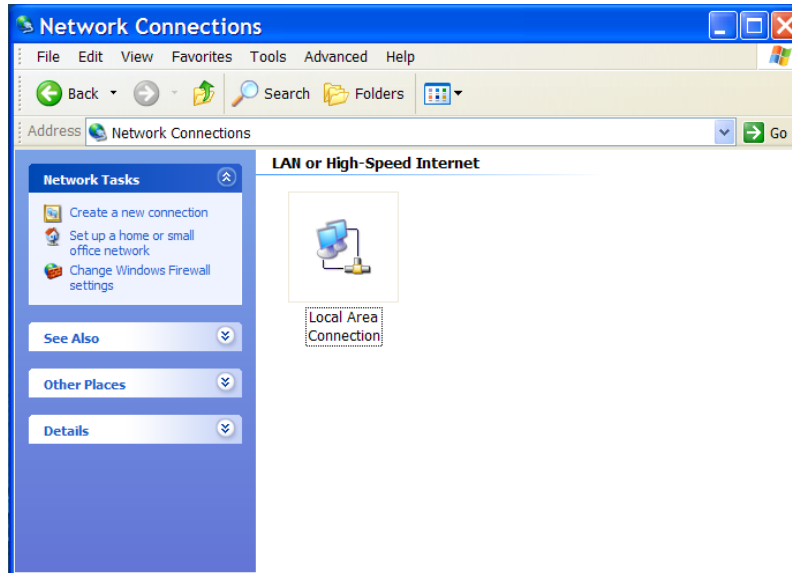 Network Connections
File Edit View Favorites Tools Advanced Help
Back Search Folders
Address Network Connections Go
Network Tasks
Create a new connection
Set up a home or small
office network
Change Windows Firewall
settings
See Also
Other Places
Details
LAN or High-Speed Internet
Local Area
Connection